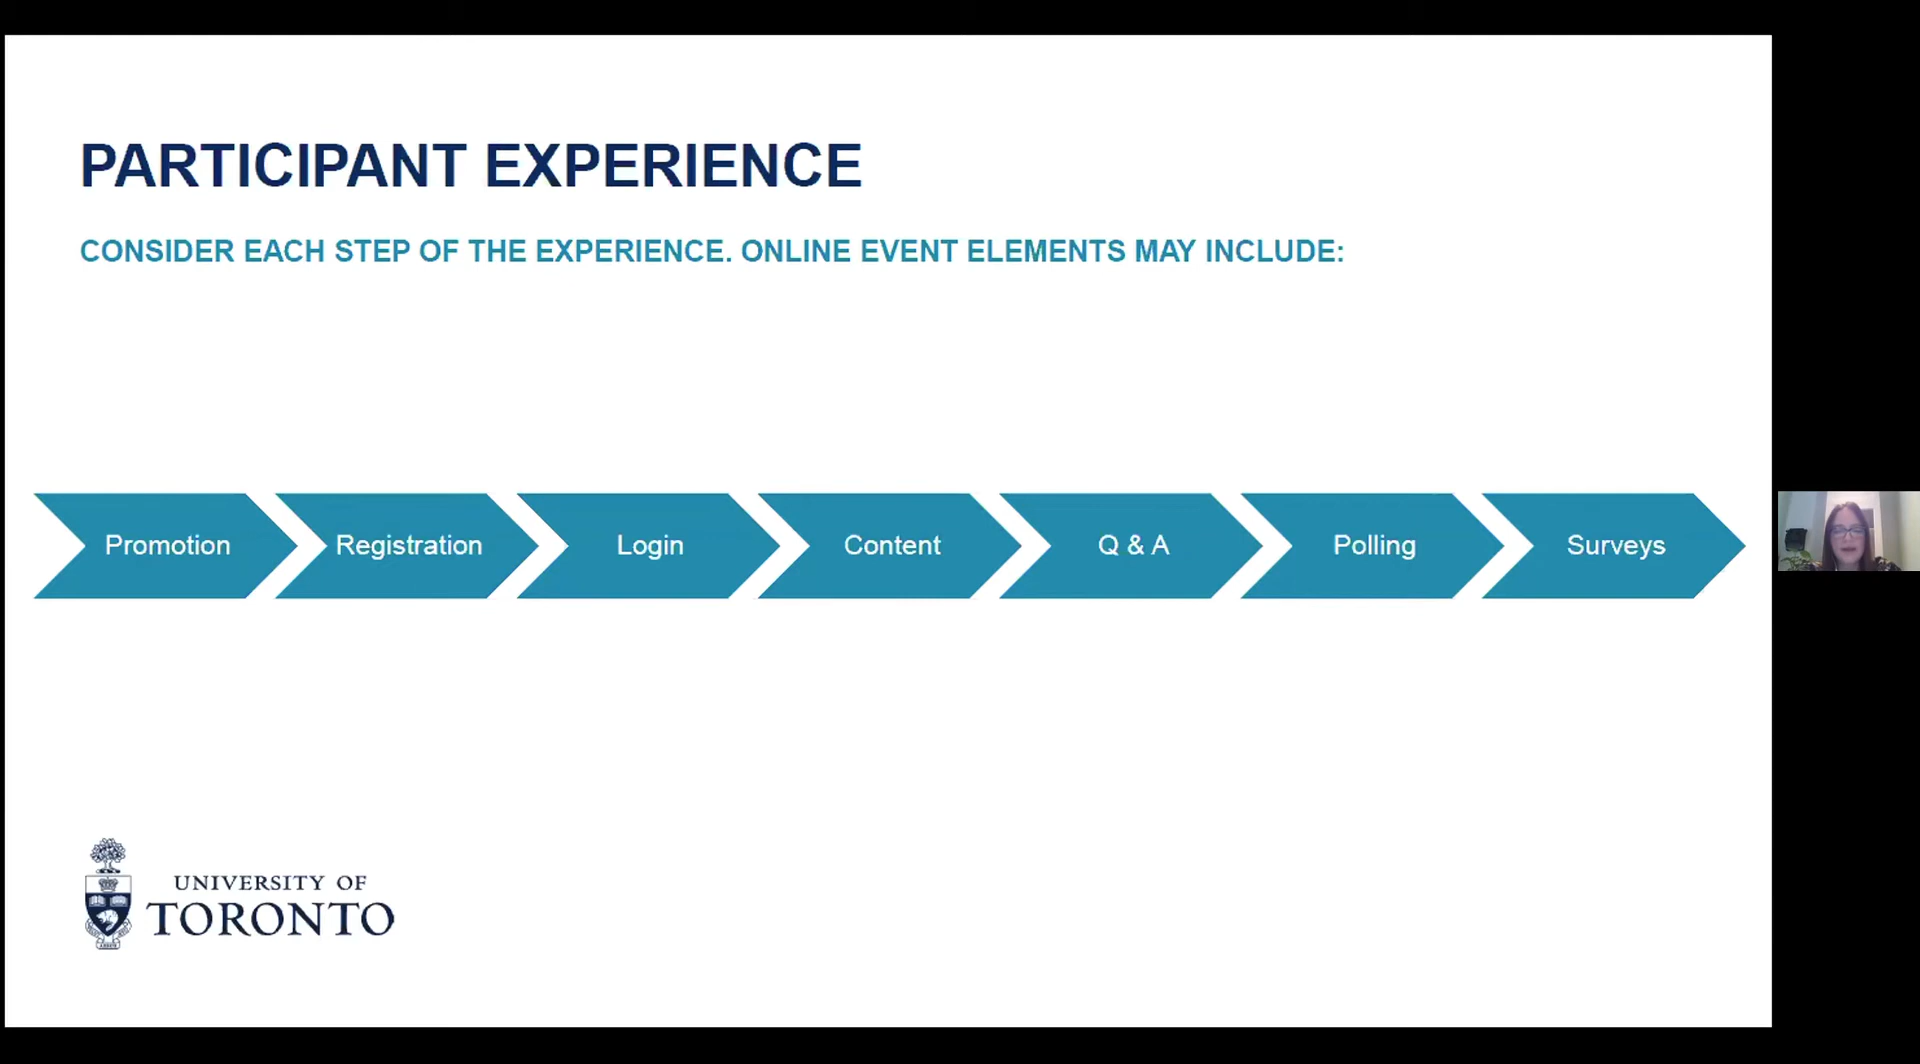 PARTICIPANT EXPERIENCE
CONSIDER EACH STEP OF THE EXPERIENCE. ONLINE EVENT ELEMENTS MAY INCLUDE:
Promotion
Registration
Login
Content
Q & A
Polling
Surveys
UNIVERSITY OF
TORONTO